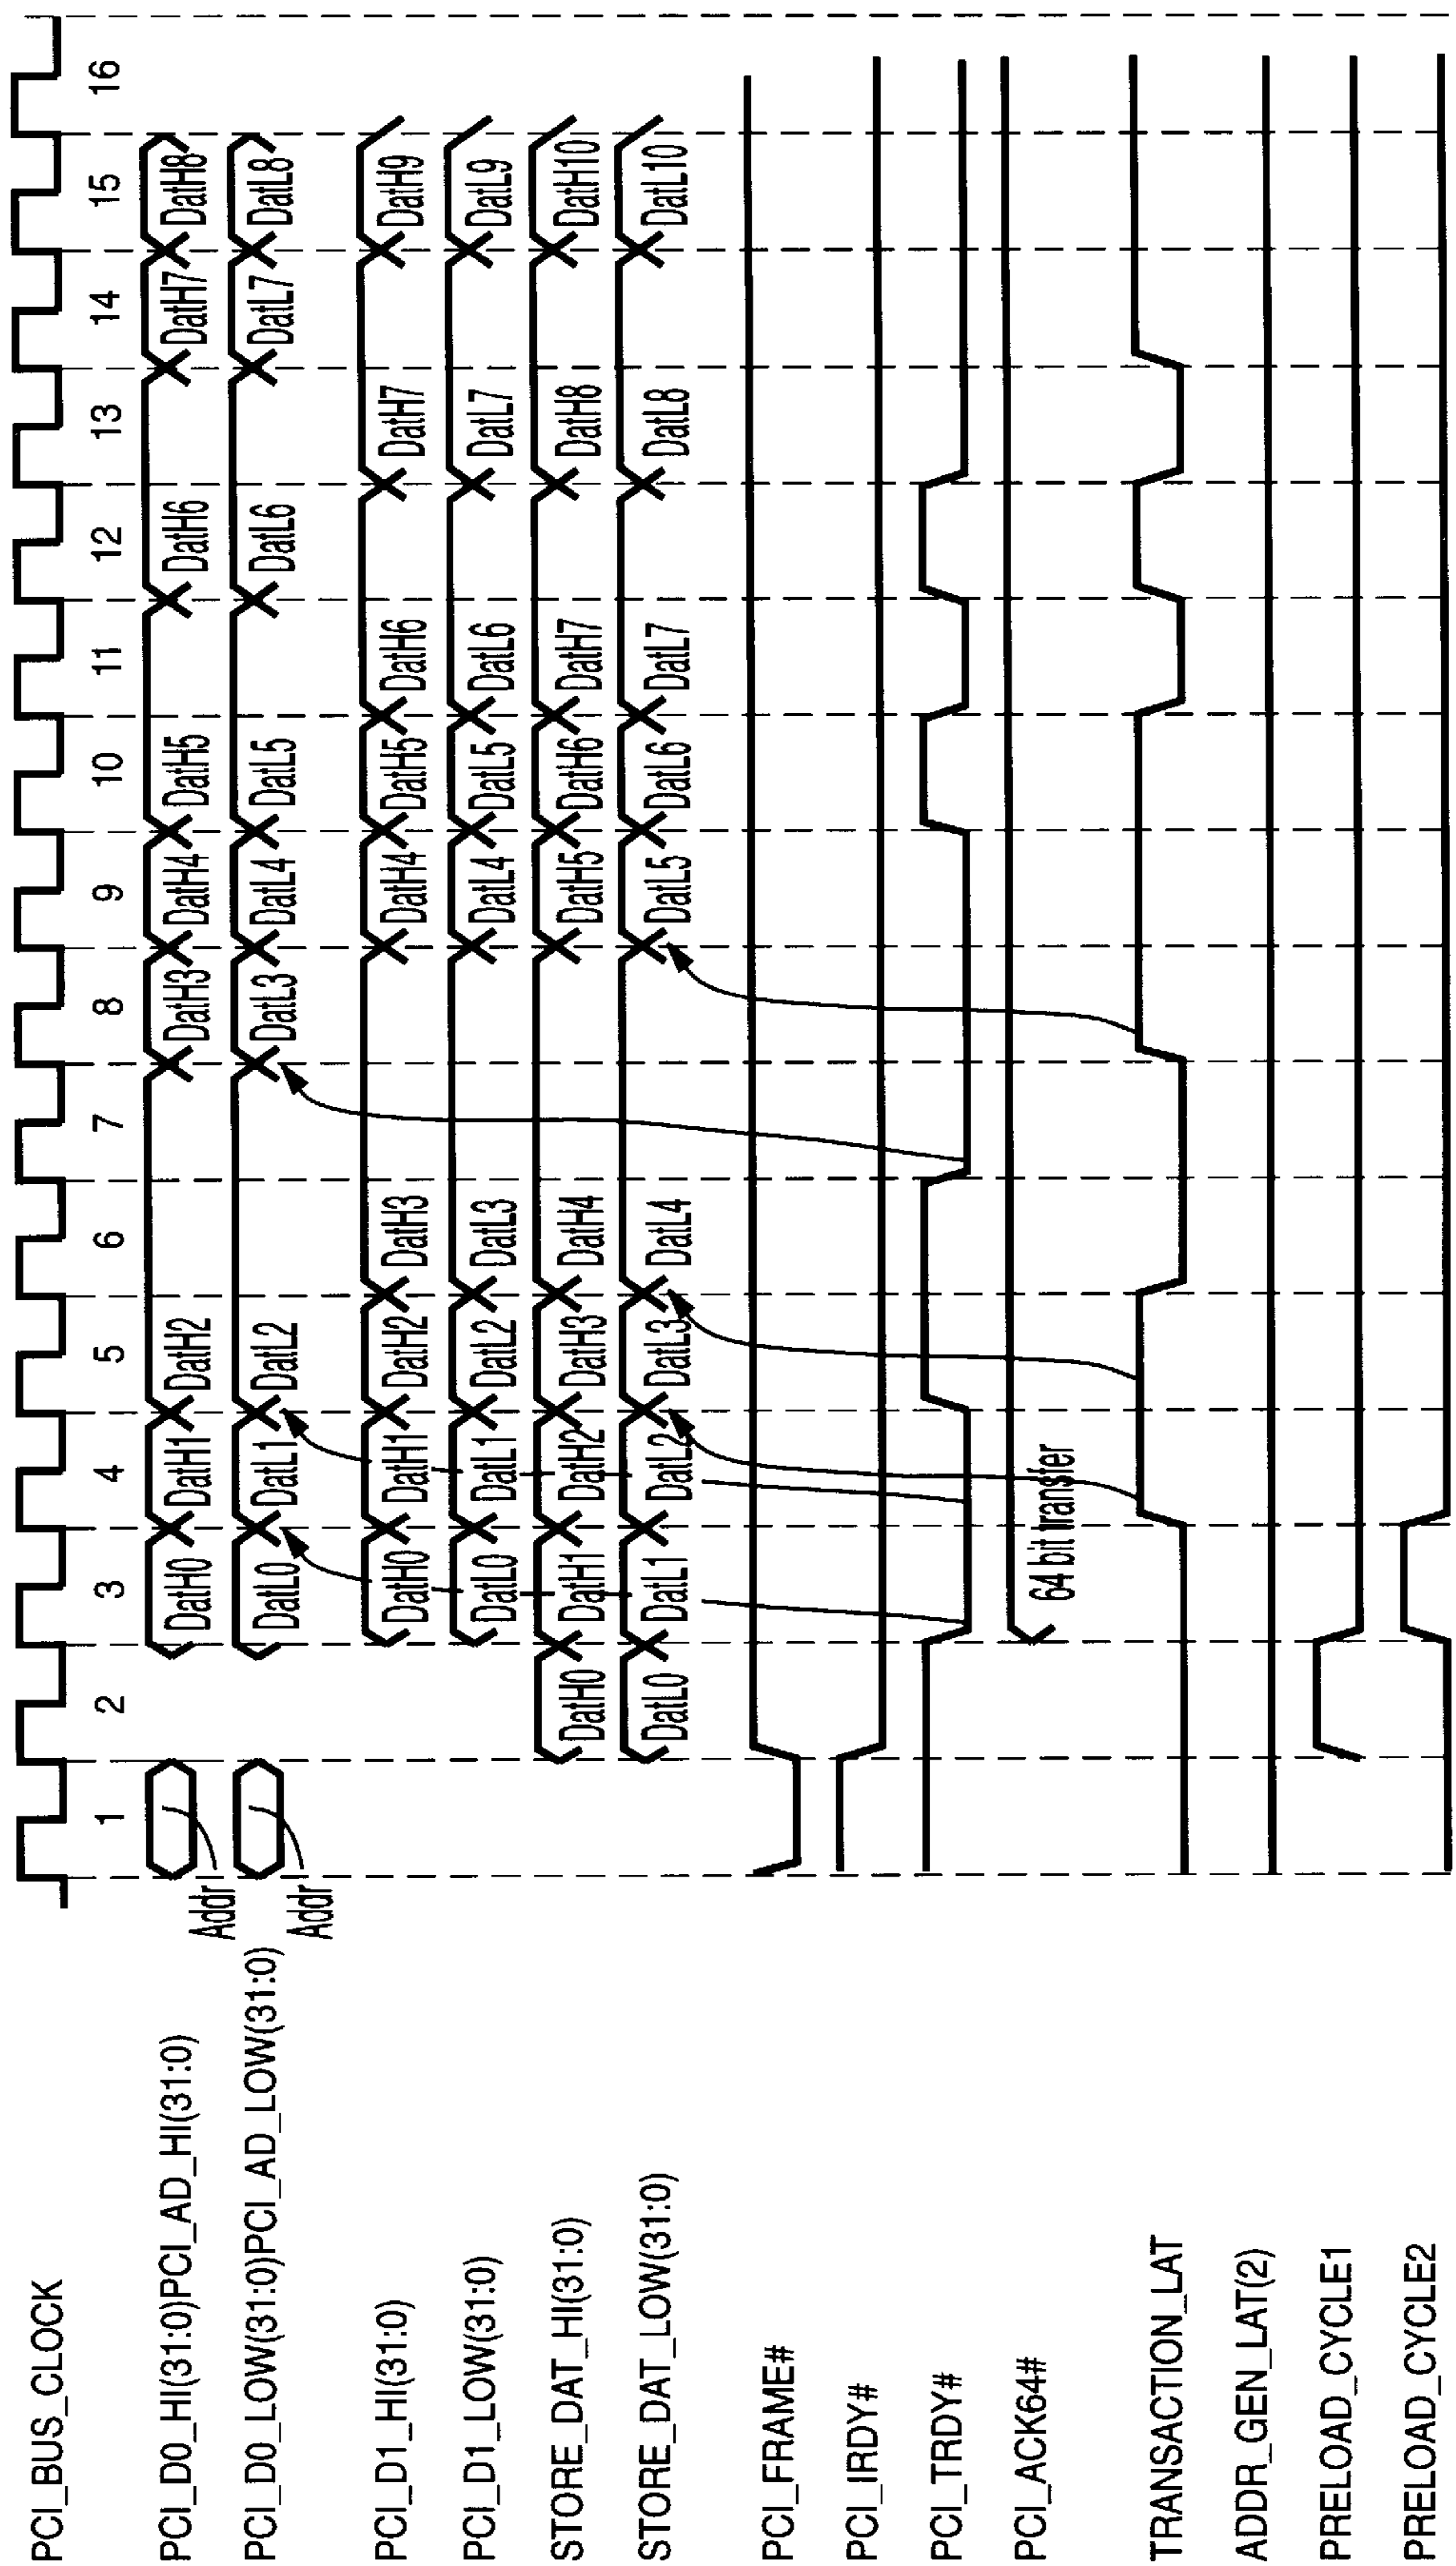 PCI_BUS_CLOCK 1 2 3 4 5 6 7 8 9 10 11 12 13 14 15 16
PCI_D0_HI(31:0)PCI_AD_HI(31:0) Addr DatH0 DatH1 DatH2 DatH3 DatH4 DatH5 DatH6 DatH7 DatH8
PCI_D0_LOW(31:0)PCI_AD_LOW(31:0) Addr DatL0 DatL1 DatL2 DatL3 DatL4 DatL5 DatL6 DatL7 DatL8
PCI_D1_HI(31:0) DatH0 DatH1 DatH2 DatH3 DatH4 DatH5 DatH6 DatH7 DatH9
PCI_D1_LOW(31:0) DatL0 DatL1 DatL2 DatL3 DatL4 DatL5 DatL6 DatL7 DatL9
STORE_DAT_HI(31:0) DatH0 DatH1 DatH2 DatH3 DatH4 DatH5 DatH6 DatH7 DatH8 DatH10
STORE_DAT_LOW(31:0) DatL0 DatL1 DatL2 DatL3 DatL4 DatL5 DatL6 DatL7 DatL8 DatL10
PCI_FRAME#
PCI_IRDY#
PCI_TRDY#
PCI_ACK64# 64 bit transfer
TRANSACTION_LAT
ADDR_GEN_LAT(2)
PRELOAD_CYCLE1
PRELOAD_CYCLE2